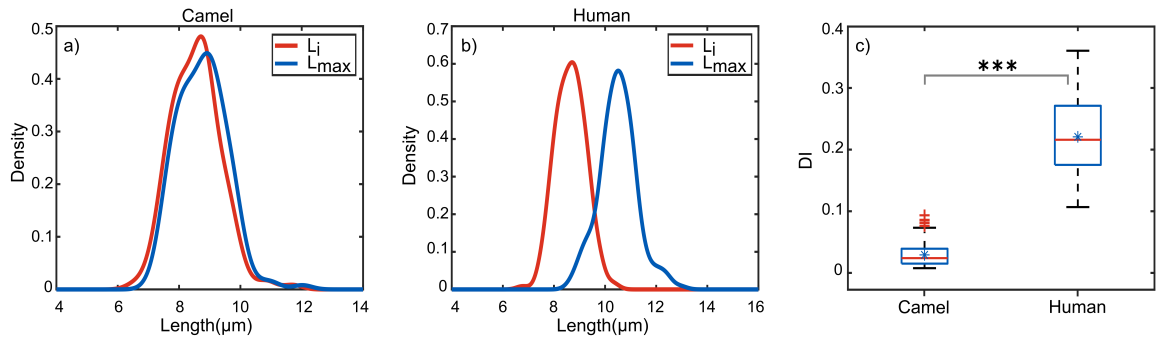 Camel
a)
L_i
L_max
0.5
0.4
0.3
0.2
0.1
0
Density
4 6 8 10 12 14
Length(μm)
Human
b)
L_i
L_max
0.7
0.6
0.5
0.4
0.3
0.2
0.1
0
Density
4 6 8 10 12 14 16
Length(μm)
c)
***
0.4
0.3
0.2
0.1
0
DI
Camel Human